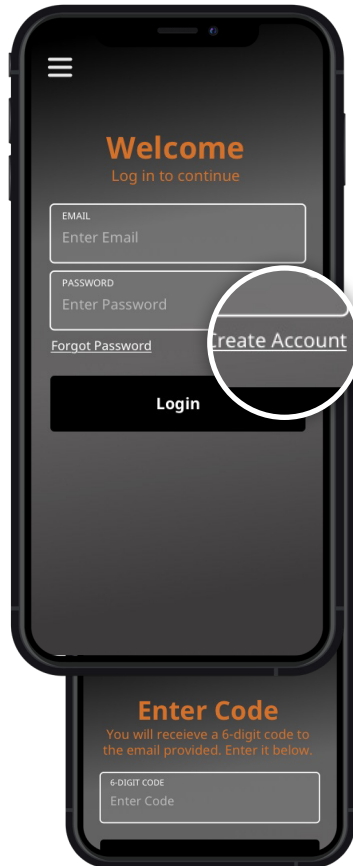 Welcome
Log in to continue
EMAIL
Enter Email
PASSWORD
Enter Password
Forgot Password
Create Account
Login
Enter Code
You will receieve a 6-digit code to
the email provided. Enter it below.
6-DIGIT CODE
Enter Code